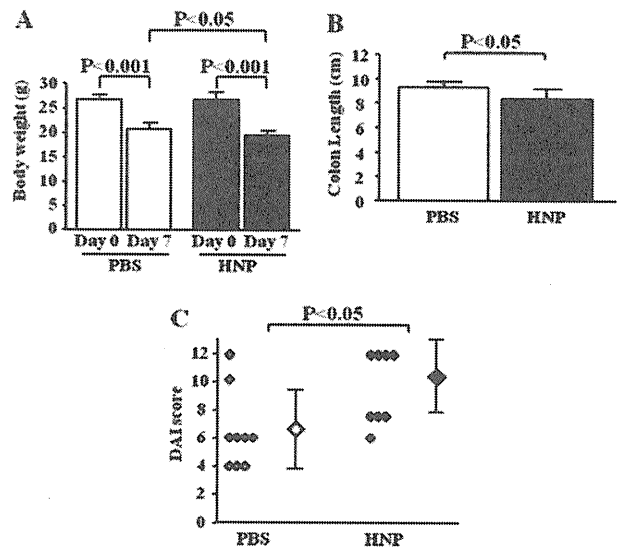 A
P<0.05
P<0.001 P<0.001
Body weight (g)
30
25
20
15
10
5
0
Day 0 Day 7 Day 0 Day 7
PBS HNP
B
P<0.05
Colon Length (cm)
12
10
8
6
4
2
0
PBS HNP
C
P<0.05
DAI score
12
10
8
6
4
2
0
PBS HNP